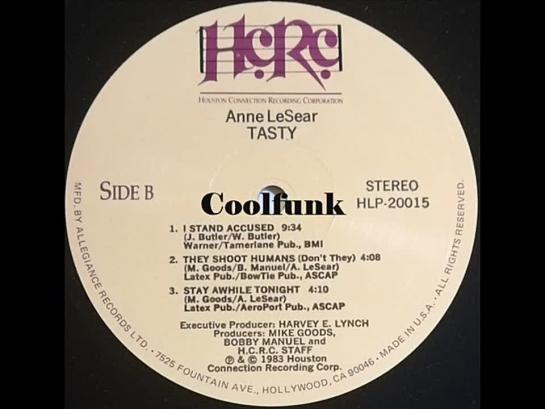 H.C.R.C.
HOUSTON CONNECTION RECORDING CORPORATION
Anne LeSear
TASTY
SIDE B
STEREO
HLP-20015
Coolfunk
1. I STAND ACCUSED 9:34
(J. Butler/W. Butler)
Warner/Tamerlane Pub., BMI
2. THEY SHOOT HUMANS (Don't They) 4:08
(M. Goods/B. Manuel/A. LeSear)
Latex Pub./BowTie Pub., ASCAP
3. STAY AWHILE TONIGHT 4:10
(M. Goods/A. LeSear)
Latex Pub./AeroPort Pub., ASCAP
Executive Producer: HARVEY E. LYNCH
Producers: MIKE GOODS,
BOBBY MANUEL and
H.C.R.C. STAFF
℗ & © 1983 Houston
Connection Recording Corp.
MFD. BY ALLEGIANCE RECORDS LTD. • 7525 FOUNTAIN AVE., HOLLYWOOD, CA 90046 • MADE IN U.S.A. • ALL RIGHTS RESERVED.